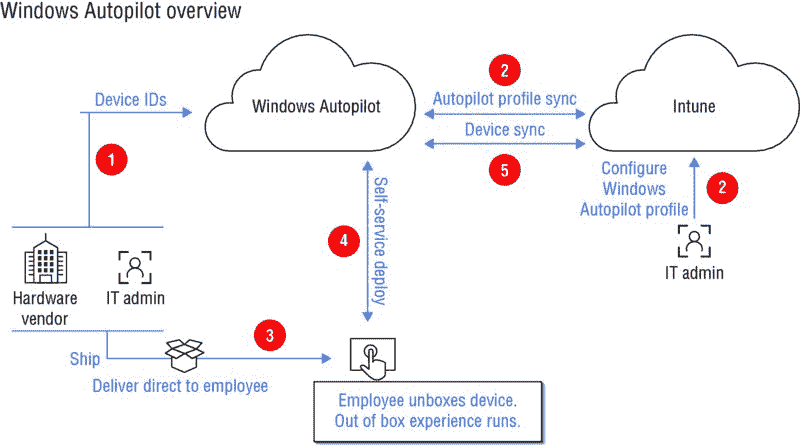 Windows Autopilot overview
Device IDs
1
Windows Autopilot
2
Autopilot profile sync
Device sync
5
Intune
Configure
Windows
Autopilot profile
2
IT admin
Self-service deploy
4
Hardware
vendor
IT admin
Ship
3
Deliver direct to employee
Employee unboxes device.
Out of box experience runs.